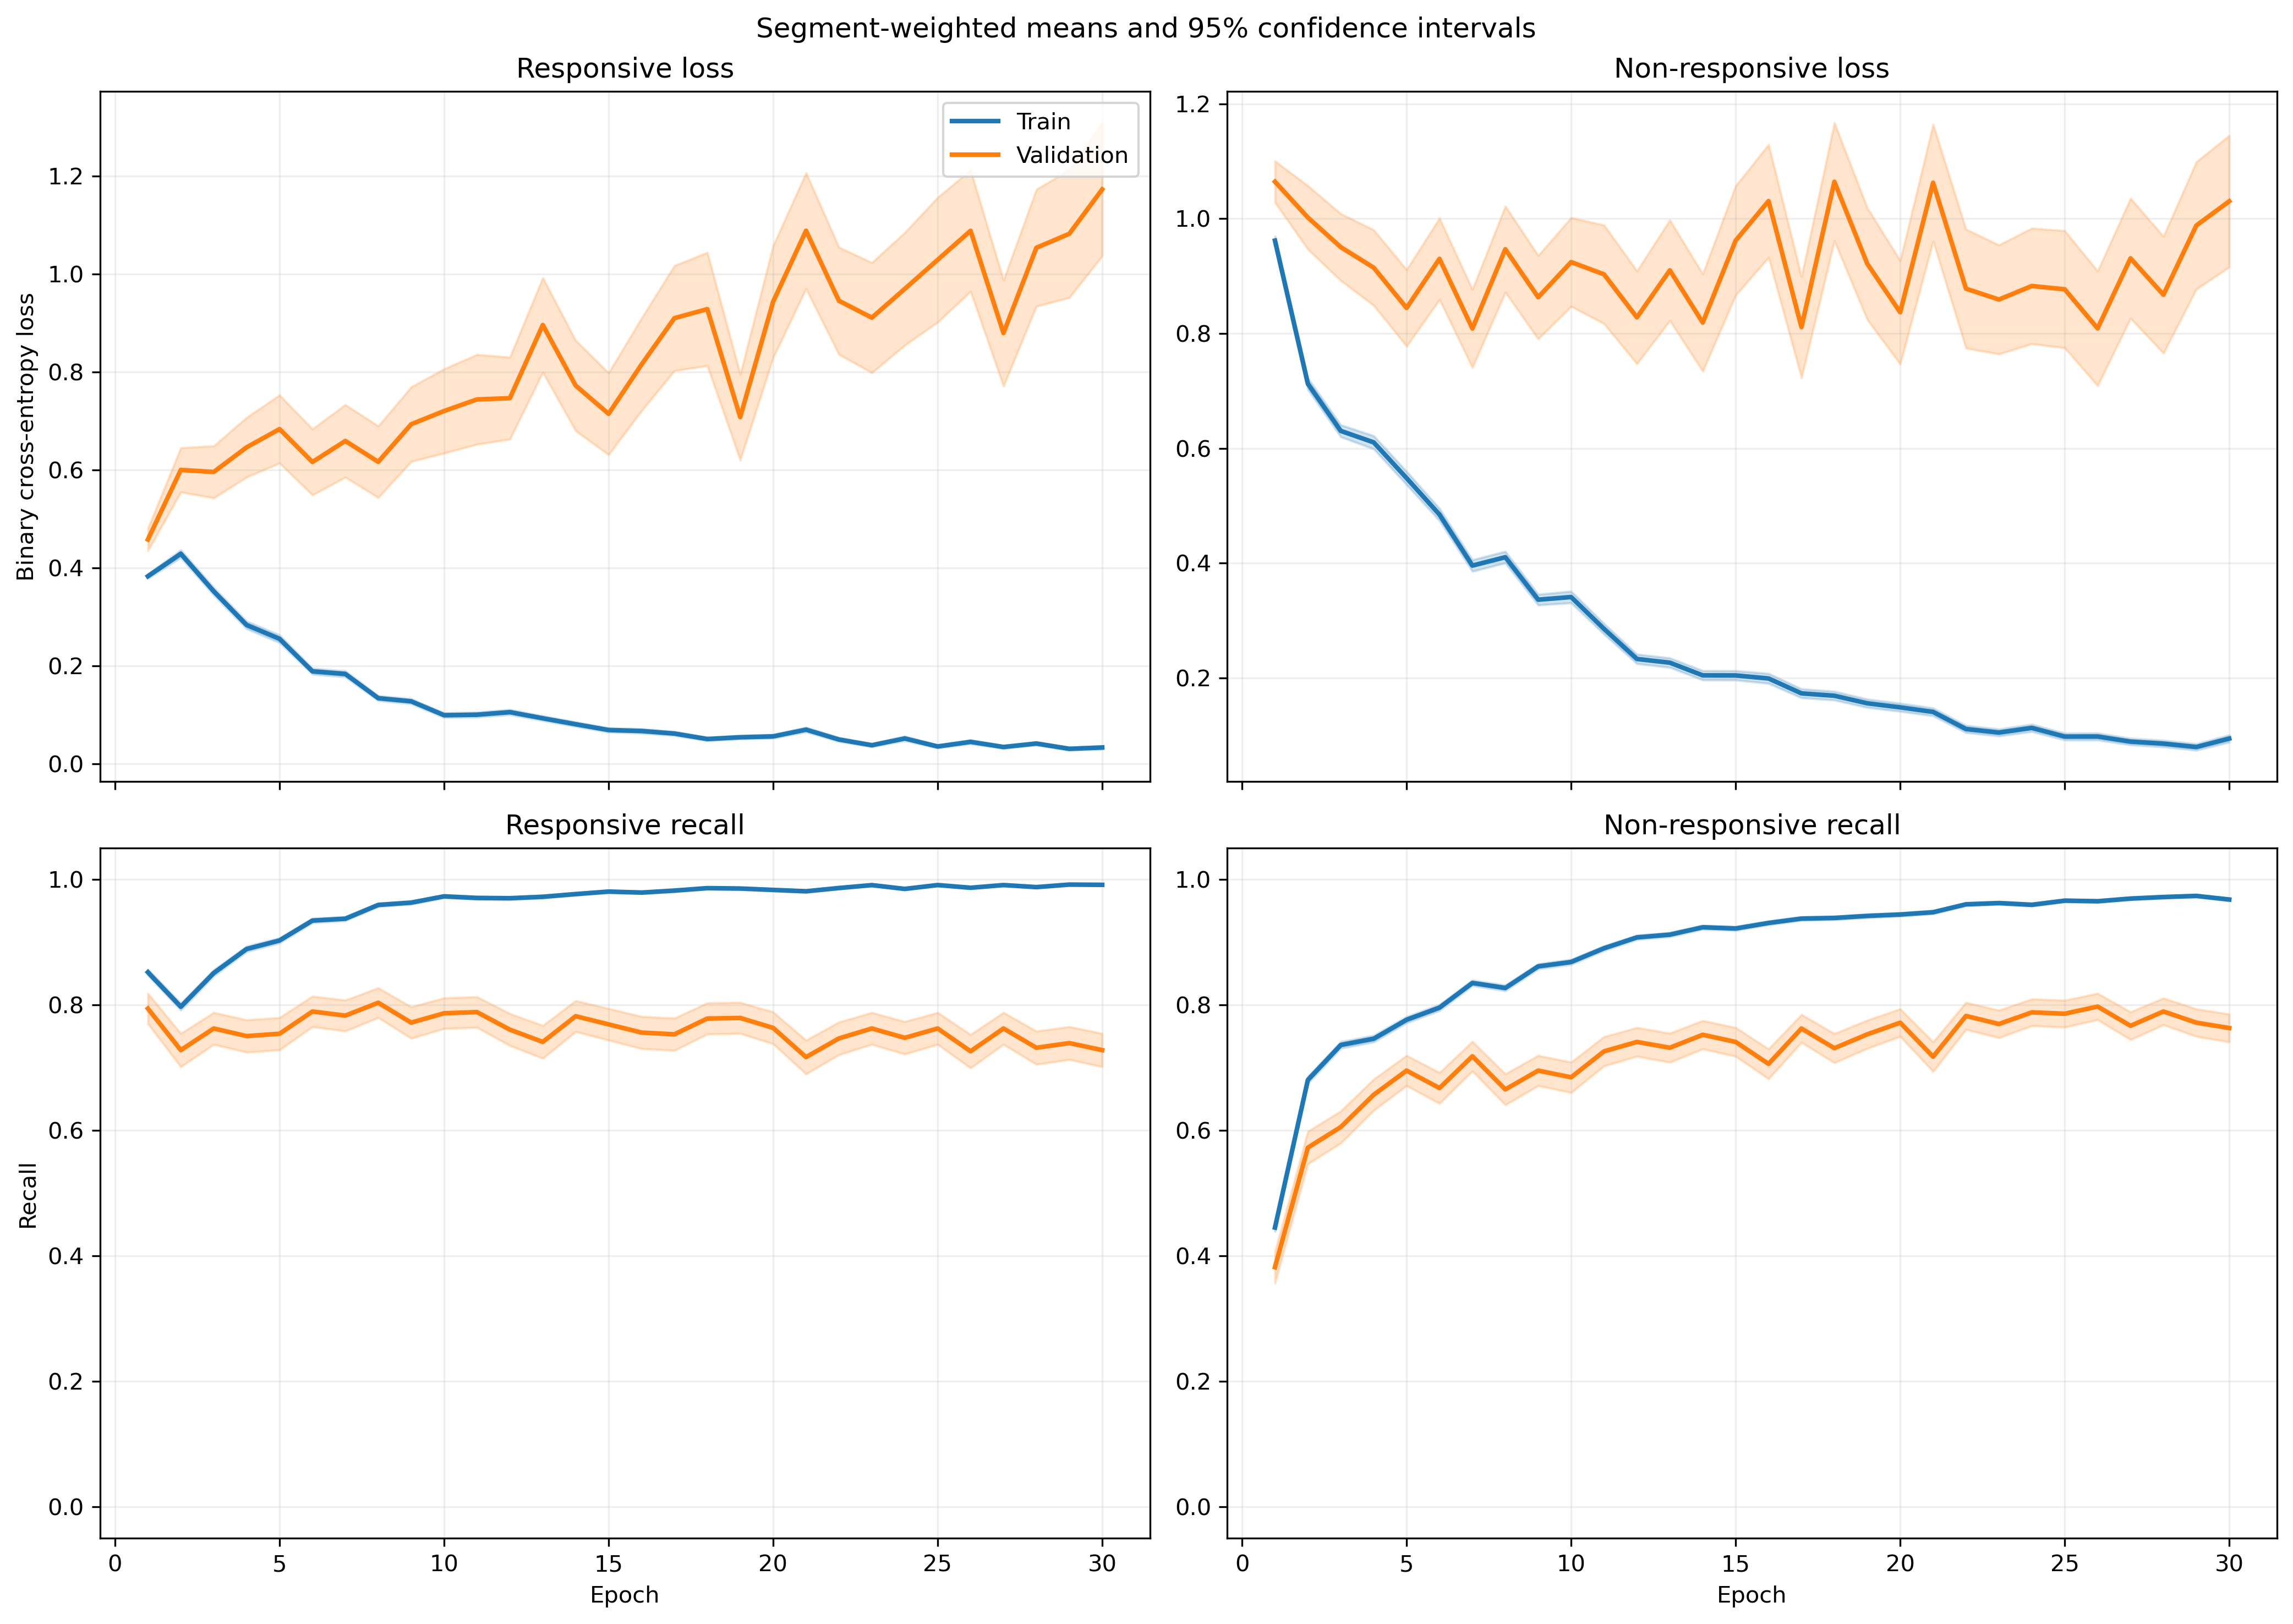 Segment-weighted means and 95% confidence intervals
Responsive loss
Non-responsive loss
Train
Validation
Binary cross-entropy loss
1.2
1.0
0.8
0.6
0.4
0.2
0.0
1.2
1.0
0.8
0.6
0.4
0.2
Responsive recall
Non-responsive recall
Recall
1.0
0.8
0.6
0.4
0.2
0.0
1.0
0.8
0.6
0.4
0.2
0.0
0 5 10 15 20 25 30
0 5 10 15 20 25 30
Epoch
Epoch